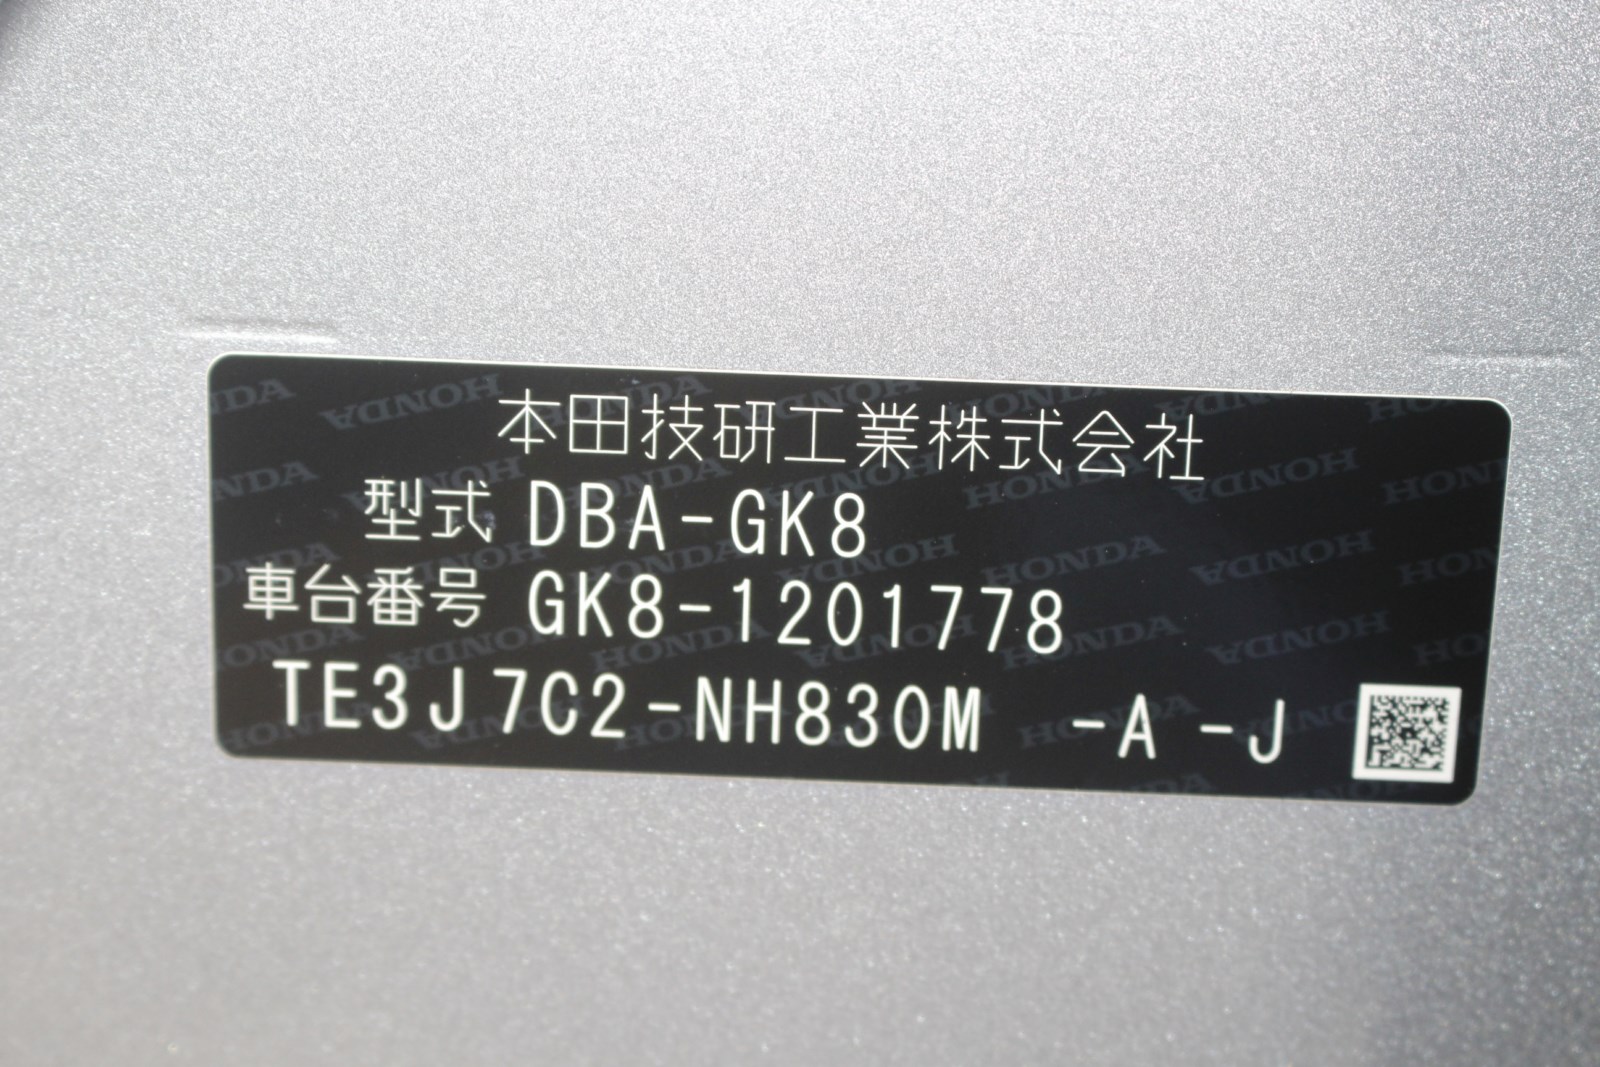 本田技研工業株式会社
型式 DBA-GK8
車台番号 GK8-1201778
TE3J7C2-NH830M -A -J